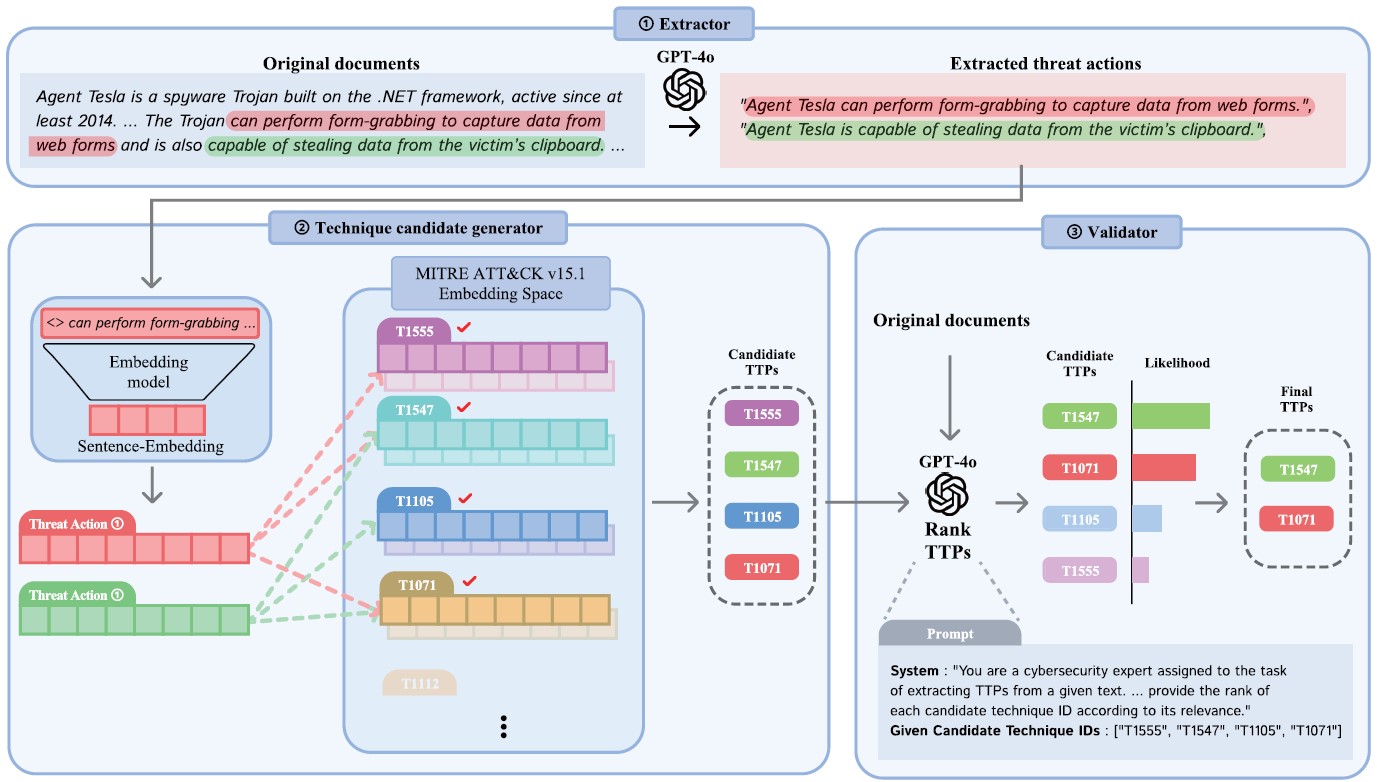 ① Extractor
Original documents
GPT-4o
Extracted threat actions
Agent Tesla is a spyware Trojan built on the .NET framework, active since at
least 2014. ... The Trojan can perform form-grabbing to capture data from
web forms and is also capable of stealing data from the victim's clipboard. ...
"Agent Tesla can perform form-grabbing to capture data from web forms.",
"Agent Tesla is capable of stealing data from the victim's clipboard.",
② Technique candidate generator
<> can perform form-grabbing ...
Embedding
model
Sentence-Embedding
Threat Action ①
Threat Action ①
MITRE ATT&CK v15.1
Embedding Space
T1555
T1547
T1105
T1071
T1112
Candidiate
TTPs
T1555
T1547
T1105
T1071
③ Validator
Original documents
GPT-4o
Rank
TTPs
Candidiate
TTPs
Likelihood
T1547
T1071
T1105
T1555
Final
TTPs
T1547
T1071
Prompt
System : "You are a cybersecurity expert assigned to the task
of extracting TTPs from a given text. ... provide the rank of
each candidate technique ID according to its relevance."
Given Candidate Technique IDs : ["T1555", "T1547", "T1105", "T1071"]